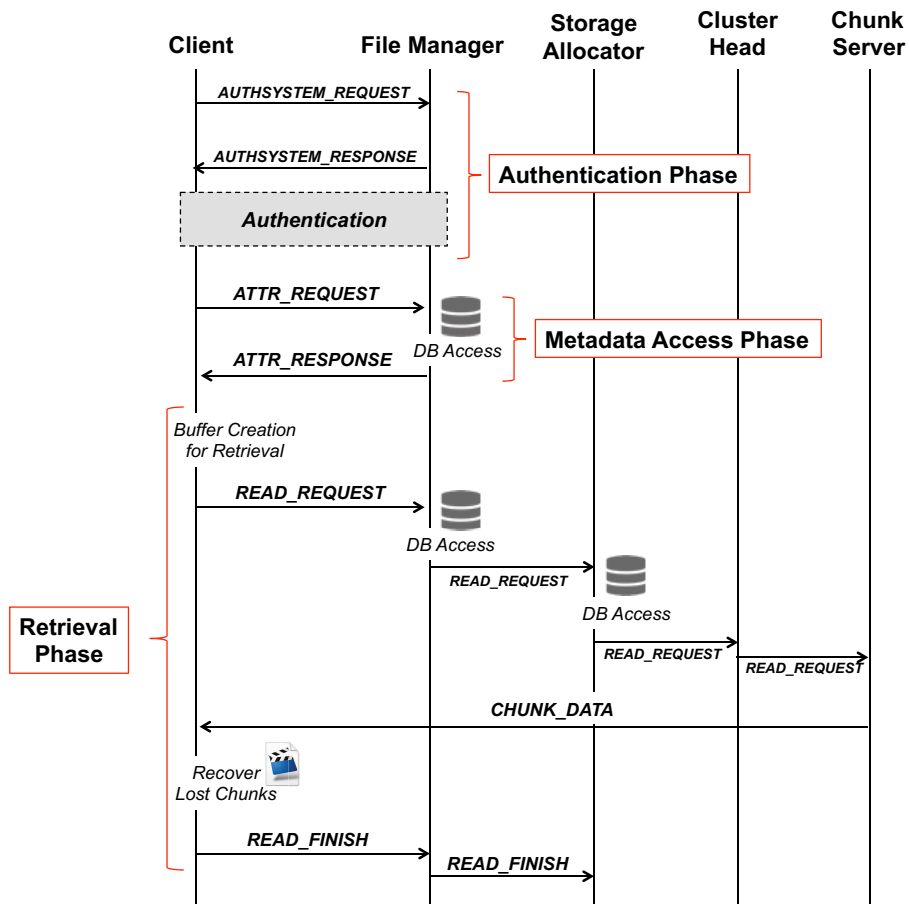 Client
File Manager
Storage
Allocator
Cluster
Head
Chunk
Server
AUTHSYSTEM_REQUEST
AUTHSYSTEM_RESPONSE
Authentication Phase
Authentication
ATTR_REQUEST
DB Access
Metadata Access Phase
ATTR_RESPONSE
Buffer Creation
for Retrieval
READ_REQUEST
DB Access
READ_REQUEST
DB Access
Retrieval
Phase
READ_REQUEST
READ_REQUEST
CHUNK_DATA
Recover
Lost Chunks
READ_FINISH
READ_FINISH